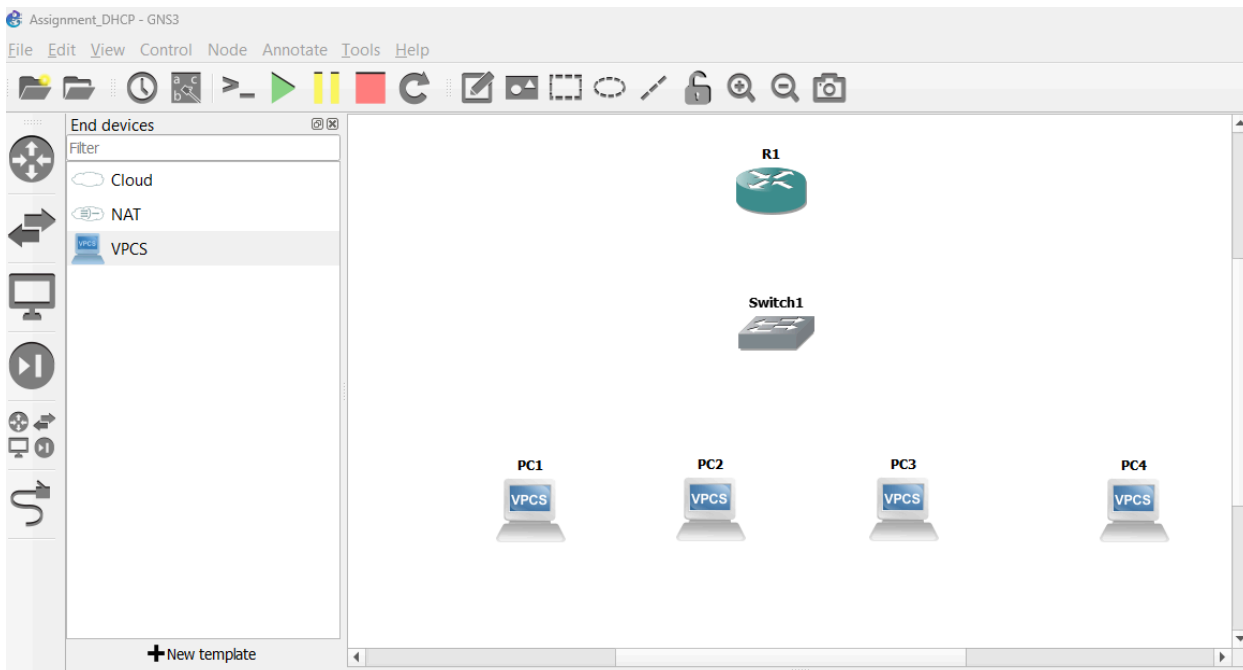 Assignment_DHCP - GNS3
File Edit View Control Node Annotate Tools Help
End devices
Filter
Cloud
NAT
VPCS
New template
R1
Switch1
PC1
PC2
PC3
PC4
VPCS
VPCS
VPCS
VPCS